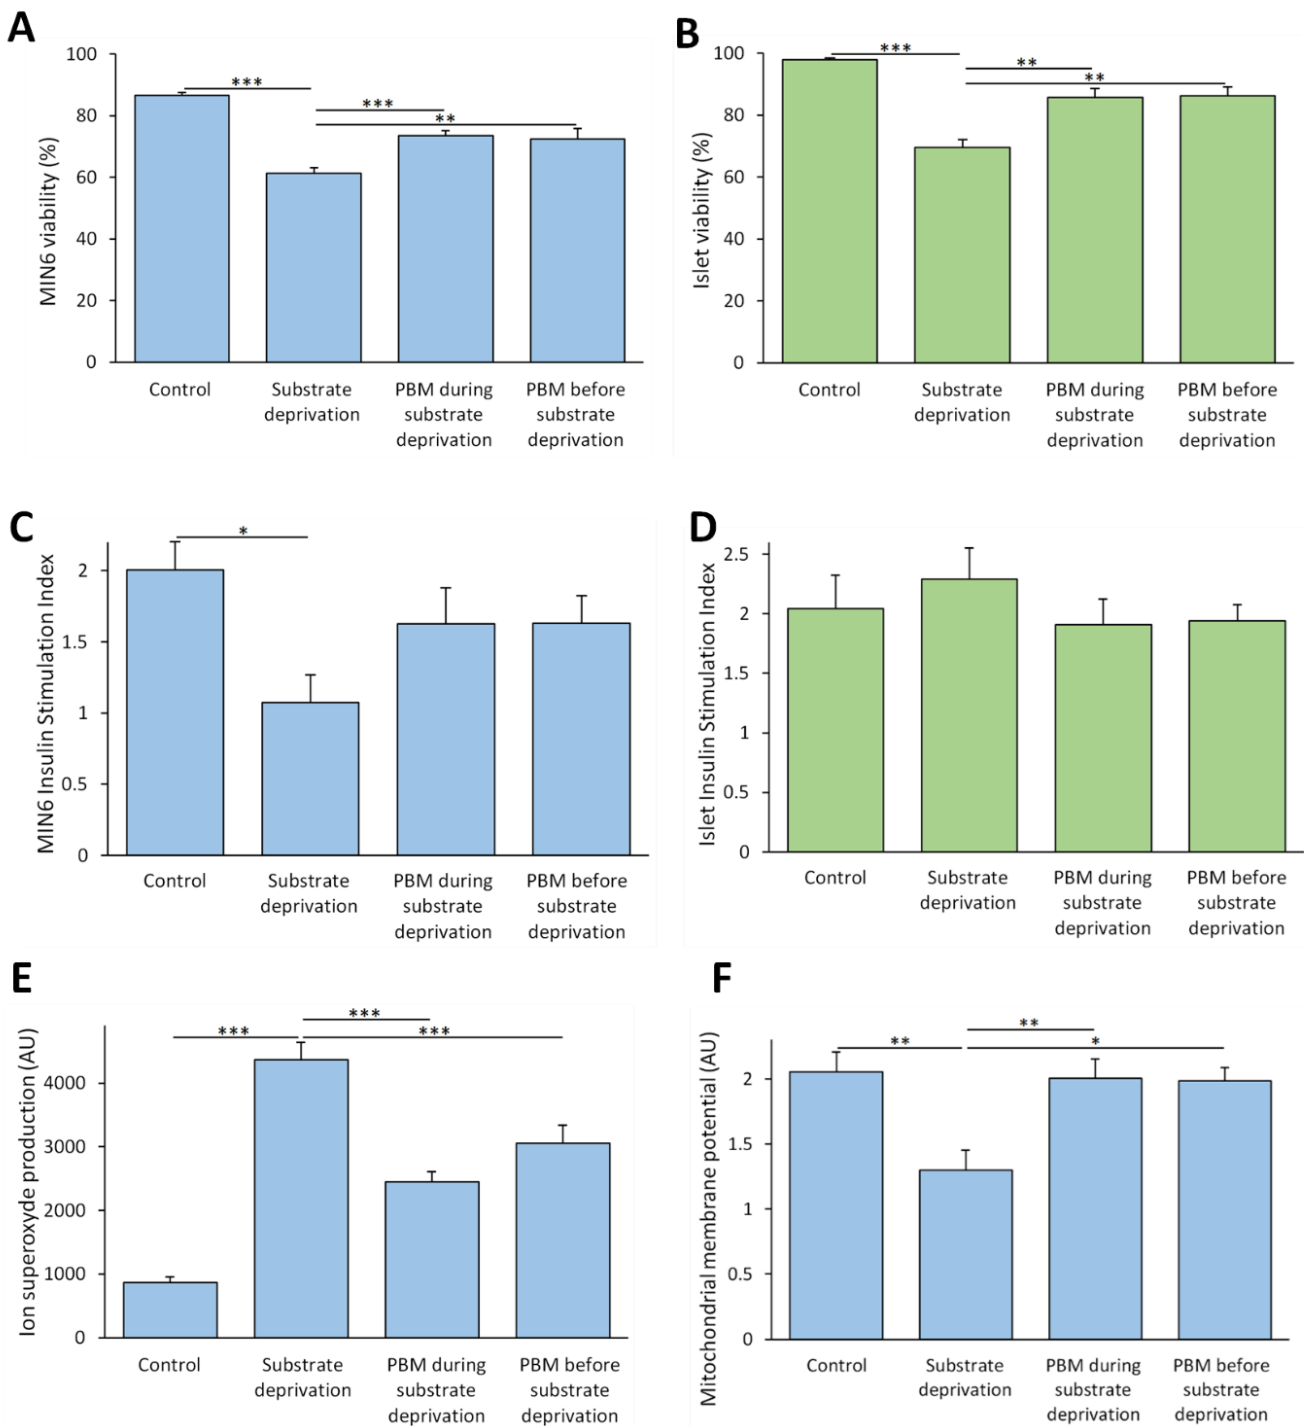 A
MIN6 viability (%)
100
80
60
40
20
0
***
***
**
Control
Substrate
deprivation
PBM during
substrate
deprivation
PBM before
substrate
deprivation
B
Islet viability (%)
100
80
60
40
20
0
***
**
**
Control
Substrate
deprivation
PBM during
substrate
deprivation
PBM before
substrate
deprivation
C
MIN6 Insulin Stimulation Index
2
1.5
1
0.5
0
*
Control
Substrate
deprivation
PBM during
substrate
deprivation
PBM before
substrate
deprivation
D
Islet Insulin Stimulation Index
2.5
2
1.5
1
0.5
0
Control
Substrate
deprivation
PBM during
substrate
deprivation
PBM before
substrate
deprivation
E
Ion superoxyde production (AU)
4000
3000
2000
1000
0
***
***
***
Control
Substrate
deprivation
PBM during
substrate
deprivation
PBM before
substrate
deprivation
F
Mitochondrial membrane potential (AU)
2
1.5
1
0.5
0
**
**
*
Control
Substrate
deprivation
PBM during
substrate
deprivation
PBM before
substrate
deprivation